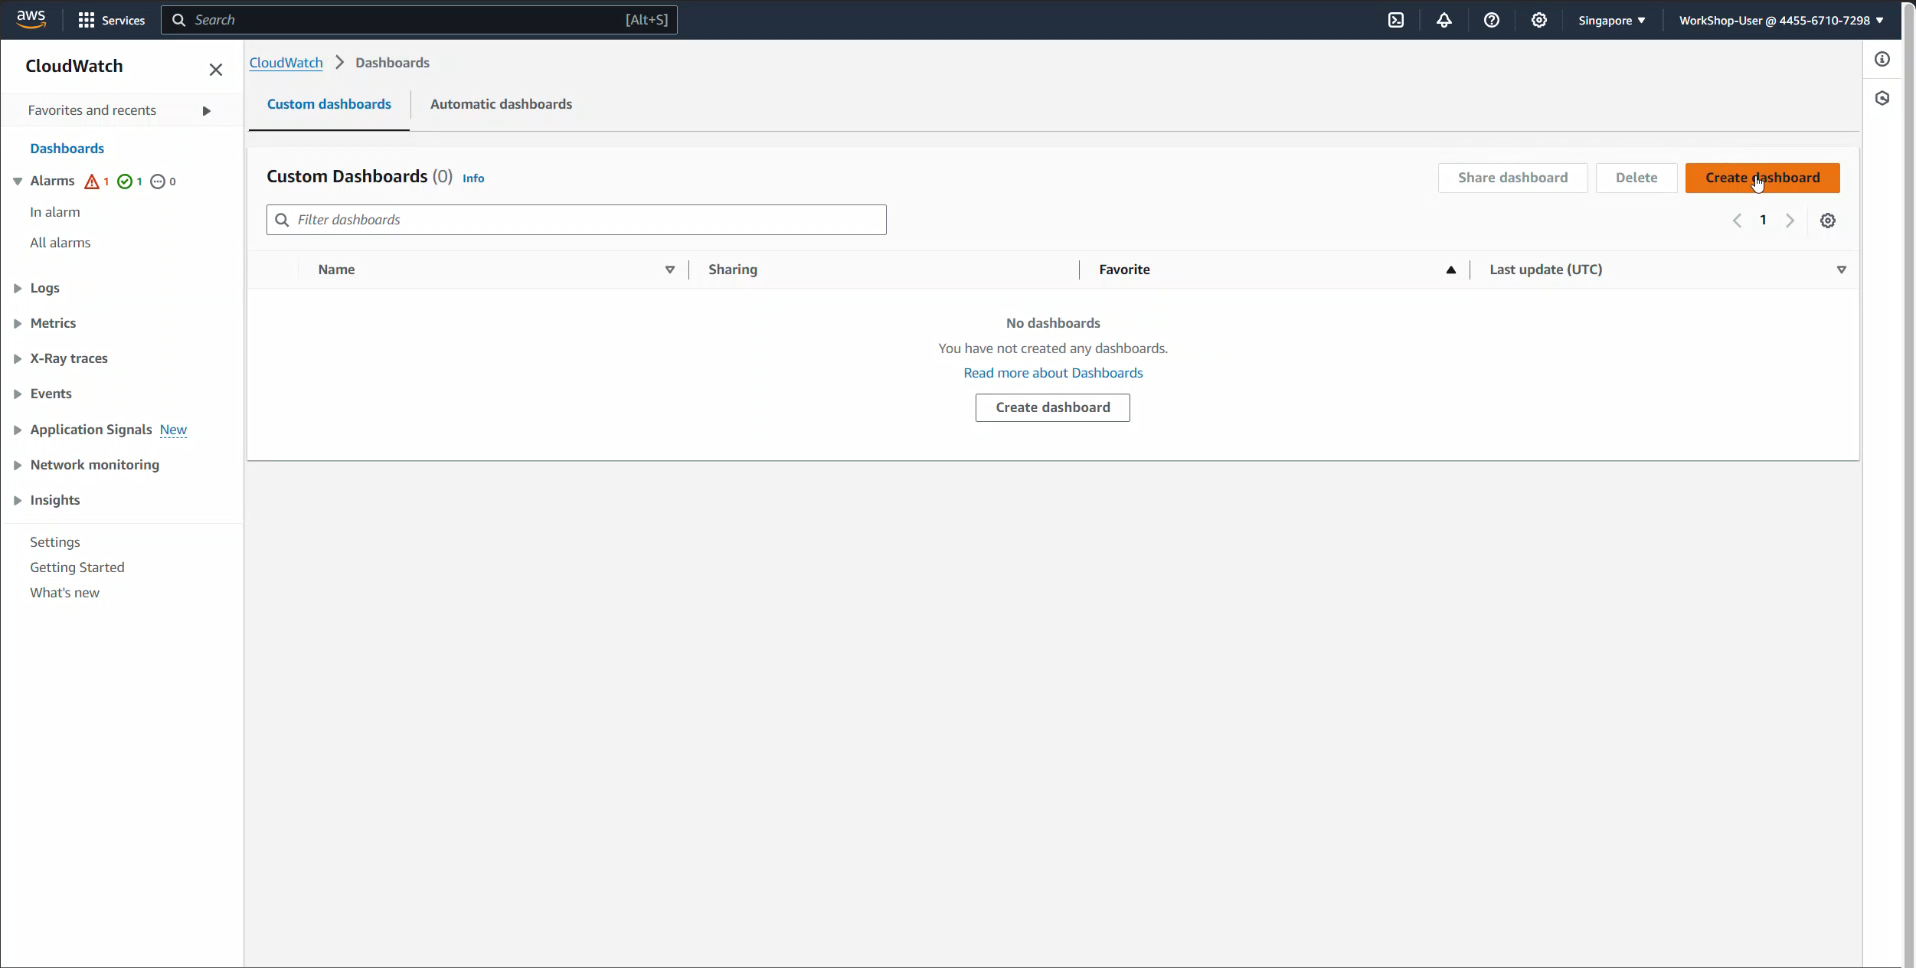 aws
Services
Search
[Alt+S]
Singapore ▼
WorkShop-User @ 4455-6710-7298 ▼
CloudWatch
Favorites and recents
Dashboards
Alarms 1 1 0
In alarm
All alarms
Logs
Metrics
X-Ray traces
Events
Application Signals New
Network monitoring
Insights
Settings
Getting Started
What's new
CloudWatch > Dashboards
Custom dashboards
Automatic dashboards
Custom Dashboards (0) Info
Share dashboard
Delete
Create dashboard
Filter dashboards
1
Name
Sharing
Favorite
Last update (UTC)
No dashboards
You have not created any dashboards.
Read more about Dashboards
Create dashboard